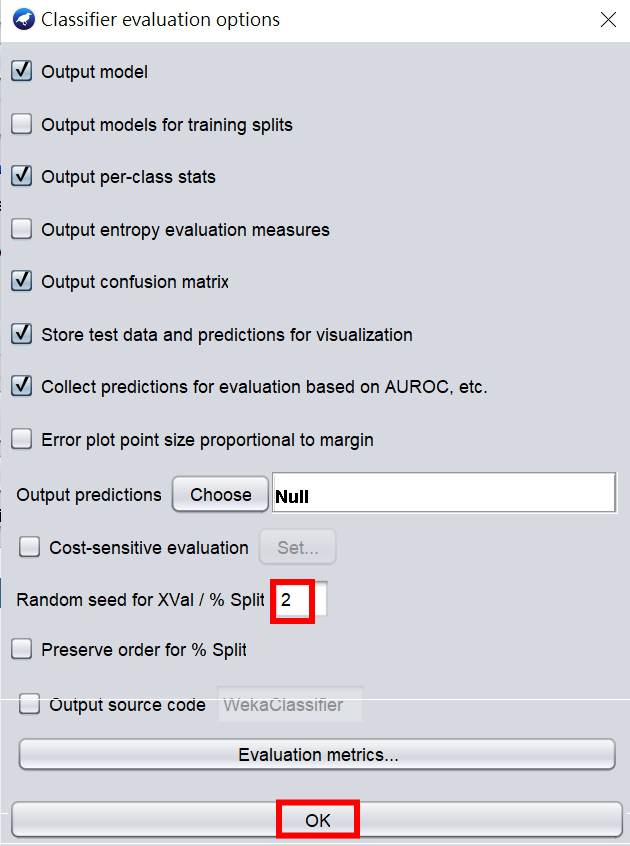 Classifier evaluation options
Output model
Output models for training splits
Output per-class stats
Output entropy evaluation measures
Output confusion matrix
Store test data and predictions for visualization
Collect predictions for evaluation based on AUROC, etc.
Error plot point size proportional to margin
Output predictions Choose Null
Cost-sensitive evaluation Set...
Random seed for XVal / % Split 2
Preserve order for % Split
Output source code WekaClassifier
Evaluation metrics...
OK